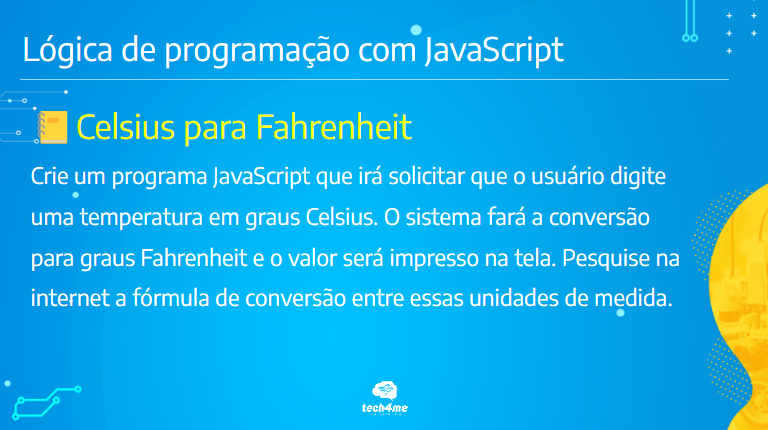 Lógica de programação com JavaScript
Celsius para Fahrenheit
Crie um programa JavaScript que irá solicitar que o usuário digite
uma temperatura em graus Celsius. O sistema fará a conversão
para graus Fahrenheit e o valor será impresso na tela. Pesquise na
internet a fórmula de conversão entre essas unidades de medida.
tech4me